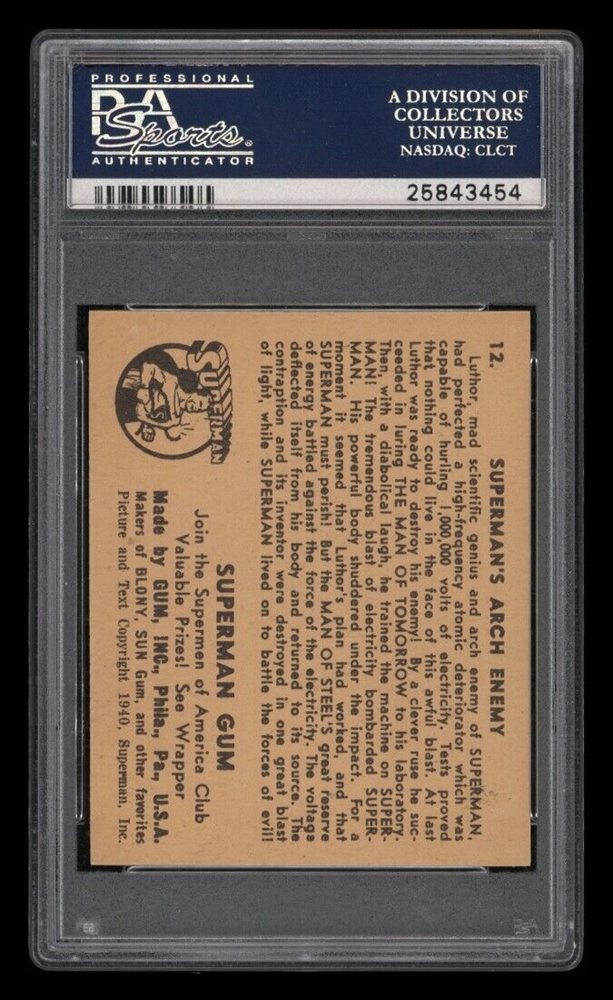 PROFESSIONAL
PSA
Sports
AUTHENTICATOR
A DIVISION OF
COLLECTORS
UNIVERSE
NASDAQ: CLCT
25843454
12. SUPERMAN'S ARCH ENEMY
Luthor, mad scientific genius and arch enemy of SUPERMAN,
had perfected a high-frequency atomic deteriorator which was
capable of hurling 1,000,000 volts of electricity. Tests proved
that nothing could live in the face of this awful blast. At last
Luthor was ready to destroy his enemy! By a clever ruse he suc-
ceeded in luring THE MAN OF TOMORROW to his laboratory.
Then, with a diabolical laugh, he trained the machine on SUPER-
MAN! The tremendous blast of electricity bombarded SUPER-
MAN. His powerful body shuddered under the impact. For a
moment it seemed that Luthor's plan had worked, and that
SUPERMAN must perish! But the MAN OF STEEL'S great reserve
of energy battled against the force of the electricity. The voltage
deflected itself from his body and returned to its source. The
contraption and its inventor were destroyed in one great blast
of light, while SUPERMAN lived on to battle the forces of evil!
SUPERMAN
SUPERMAN GUM
Join the Supermen of America Club
Valuable Prizes! See Wrapper
Made by GUM, INC., Phila., Pa., U.S.A.
Makers of BLONY, SUN Gum, and other favorites
Picture and Text Copyright 1940, Superman, Inc.